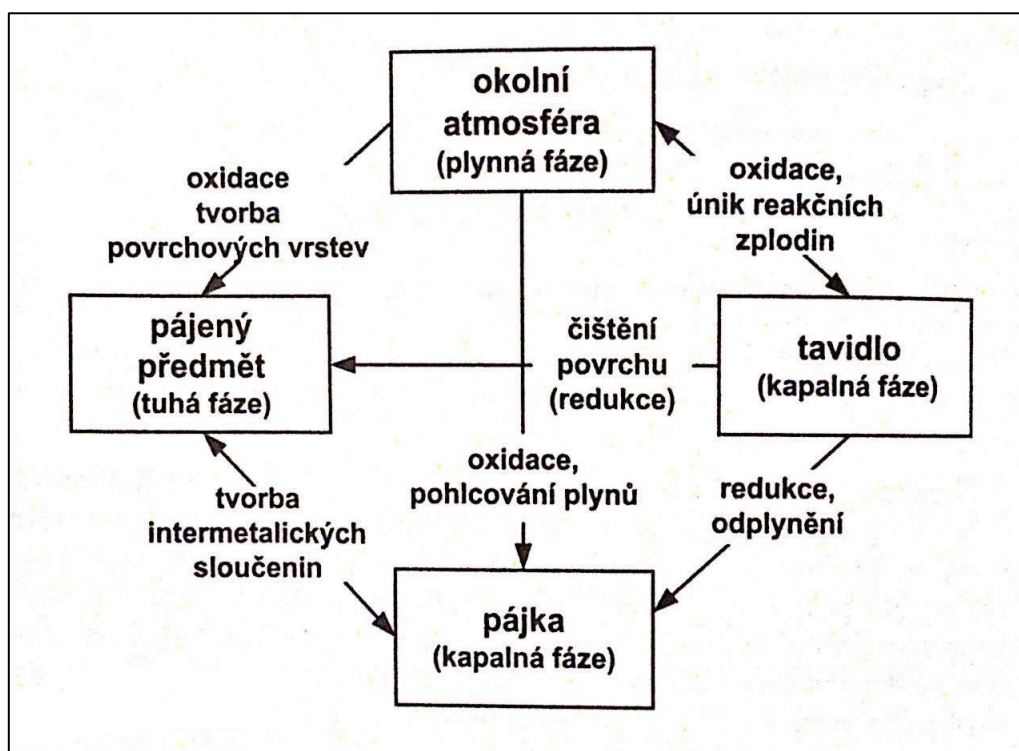 okolní
atmosféra
(plynná fáze)
oxidace
tvorba
povrchových vrstev
oxidace,
únik reakčních
zplodin
pájený
předmět
(tuhá fáze)
čištění
povrchu
(redukce)
tavidlo
(kapalná fáze)
tvorba
intermetalických
sloučenin
oxidace,
pohlcování plynů
redukce,
odplynění
pájka
(kapalná fáze)